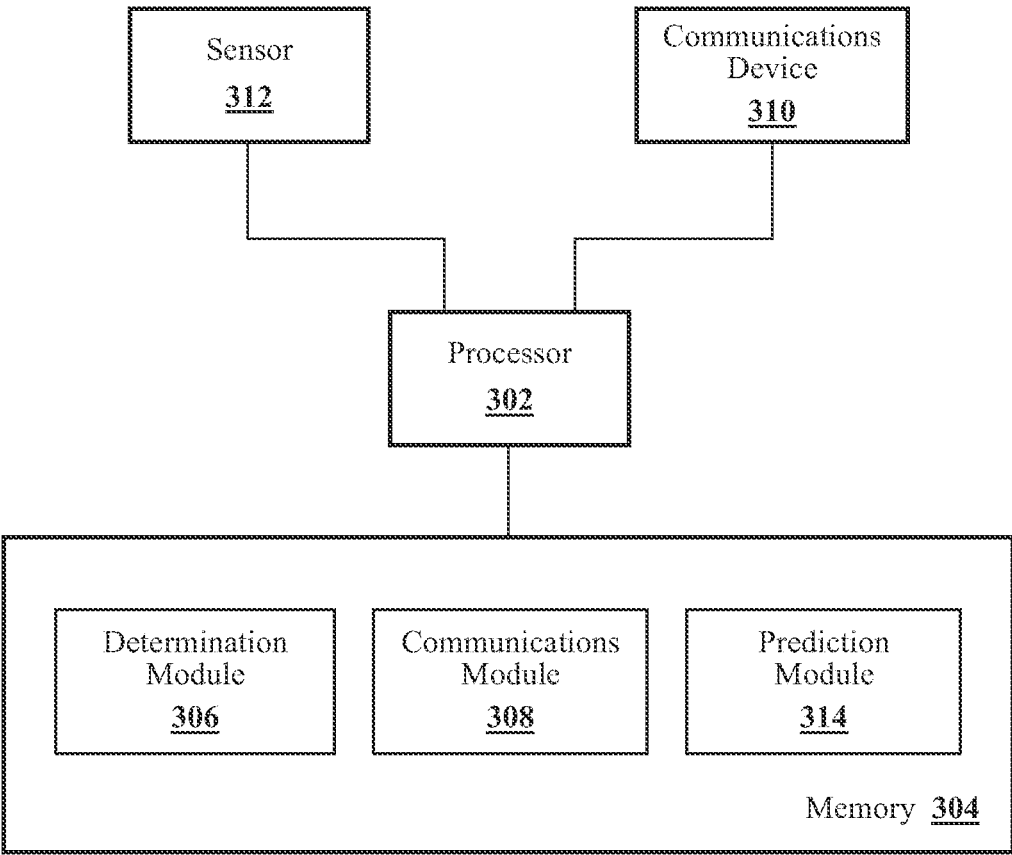 Sensor
312
Communications
Device
310
Processor
302
Determination
Module
306
Communications
Module
308
Prediction
Module
314
Memory 304